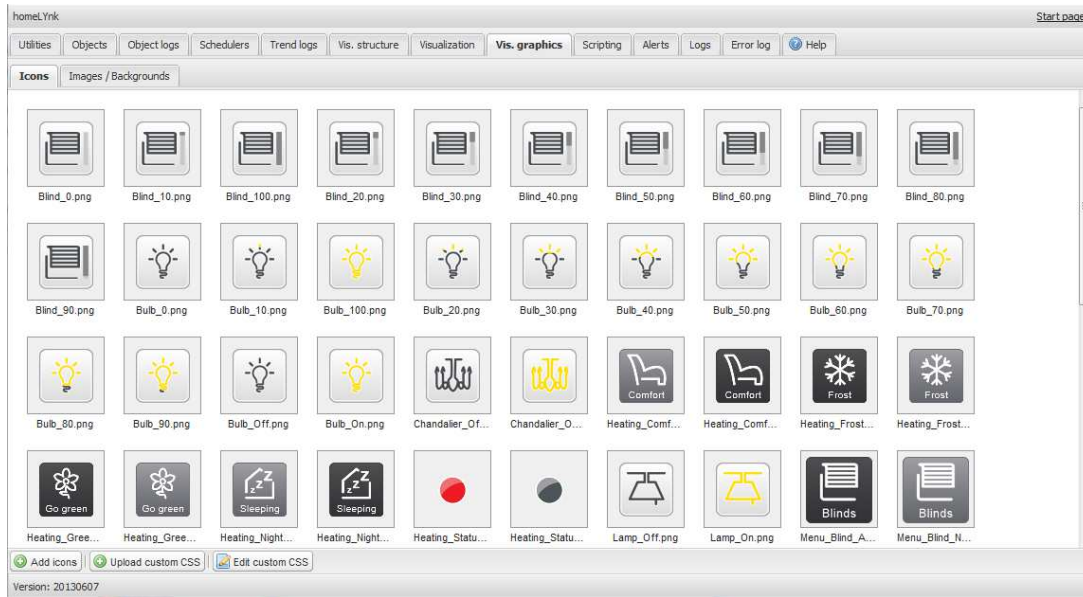 homeLYnk Start page
Utilities Objects Object logs Schedulers Trend logs Vis. structure Visualization Vis. graphics Scripting Alerts Logs Error log Help
Icons Images / Backgrounds
Blind_0.png Blind_10.png Blind_100.png Blind_20.png Blind_30.png Blind_40.png Blind_50.png Blind_60.png Blind_70.png Blind_80.png
Blind_90.png Bulb_0.png Bulb_10.png Bulb_100.png Bulb_20.png Bulb_30.png Bulb_40.png Bulb_50.png Bulb_60.png Bulb_70.png
Comfort Comfort Frost Frost
Bulb_80.png Bulb_90.png Bulb_Off.png Bulb_On.png Chandalier_Of... Chandalier_O... Heating_Comf... Heating_Comf... Heating_Frost... Heating_Frost...
Go green Go green zzZ Sleeping zzZ Sleeping Blinds Blinds
Heating_Gree... Heating_Gree... Heating_Night... Heating_Night... Heating_Statu... Heating_Statu... Lamp_Off.png Lamp_On.png Menu_Blind_A... Menu_Blind_N...
Add icons Upload custom CSS Edit custom CSS
Version: 20130607